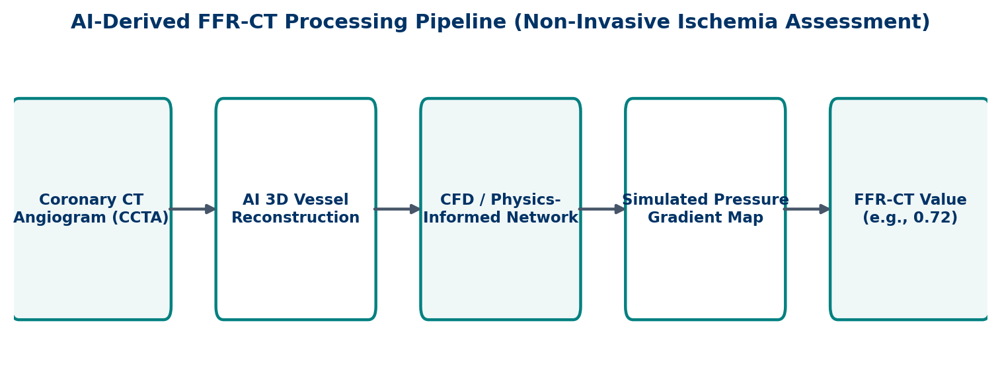 AI-Derived FFR-CT Processing Pipeline (Non-Invasive Ischemia Assessment)
Coronary CT
Angiogram (CCTA)
AI 3D Vessel
Reconstruction
CFD / Physics-
Informed Network
Simulated Pressure
Gradient Map
FFR-CT Value
(e.g., 0.72)